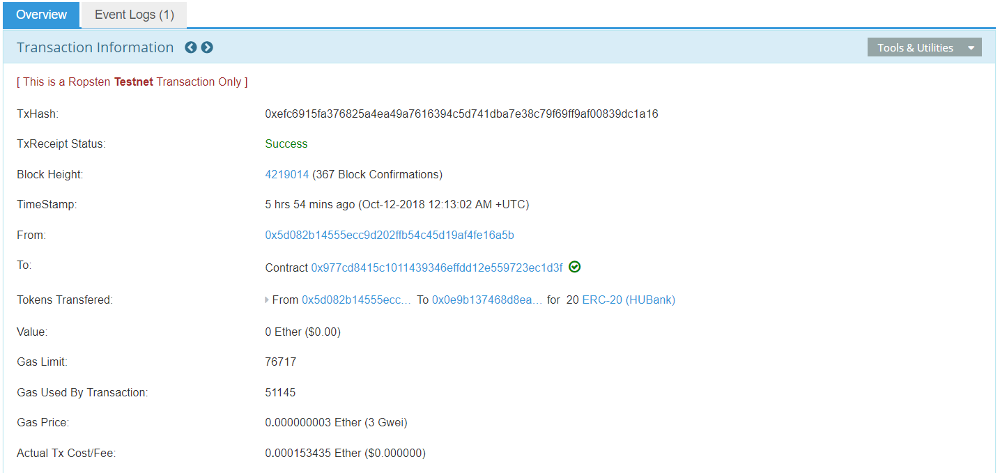 Overview Event Logs (1)
Transaction Information Tools & Utilities
[ This is a Ropsten Testnet Transaction Only ]
TxHash: 0xefc6915fa376825a4ea49a7616394c5d741dba7e38c79f69ff9af00839dc1a16
TxReceipt Status: Success
Block Height: 4219014 (367 Block Confirmations)
TimeStamp: 5 hrs 54 mins ago (Oct-12-2018 12:13:02 AM +UTC)
From: 0x5d082b14555ecc9d202ffb54c45d19af4fe16a5b
To: Contract 0x977cd8415c1011439346effdd12e559723ec1d3f
Tokens Transfered: From 0x5d082b14555ecc... To 0x0e9b137468d8ea... for 20 ERC-20 (HUBank)
Value: 0 Ether ($0.00)
Gas Limit: 76717
Gas Used By Transaction: 51145
Gas Price: 0.000000003 Ether (3 Gwei)
Actual Tx Cost/Fee: 0.000153435 Ether ($0.000000)